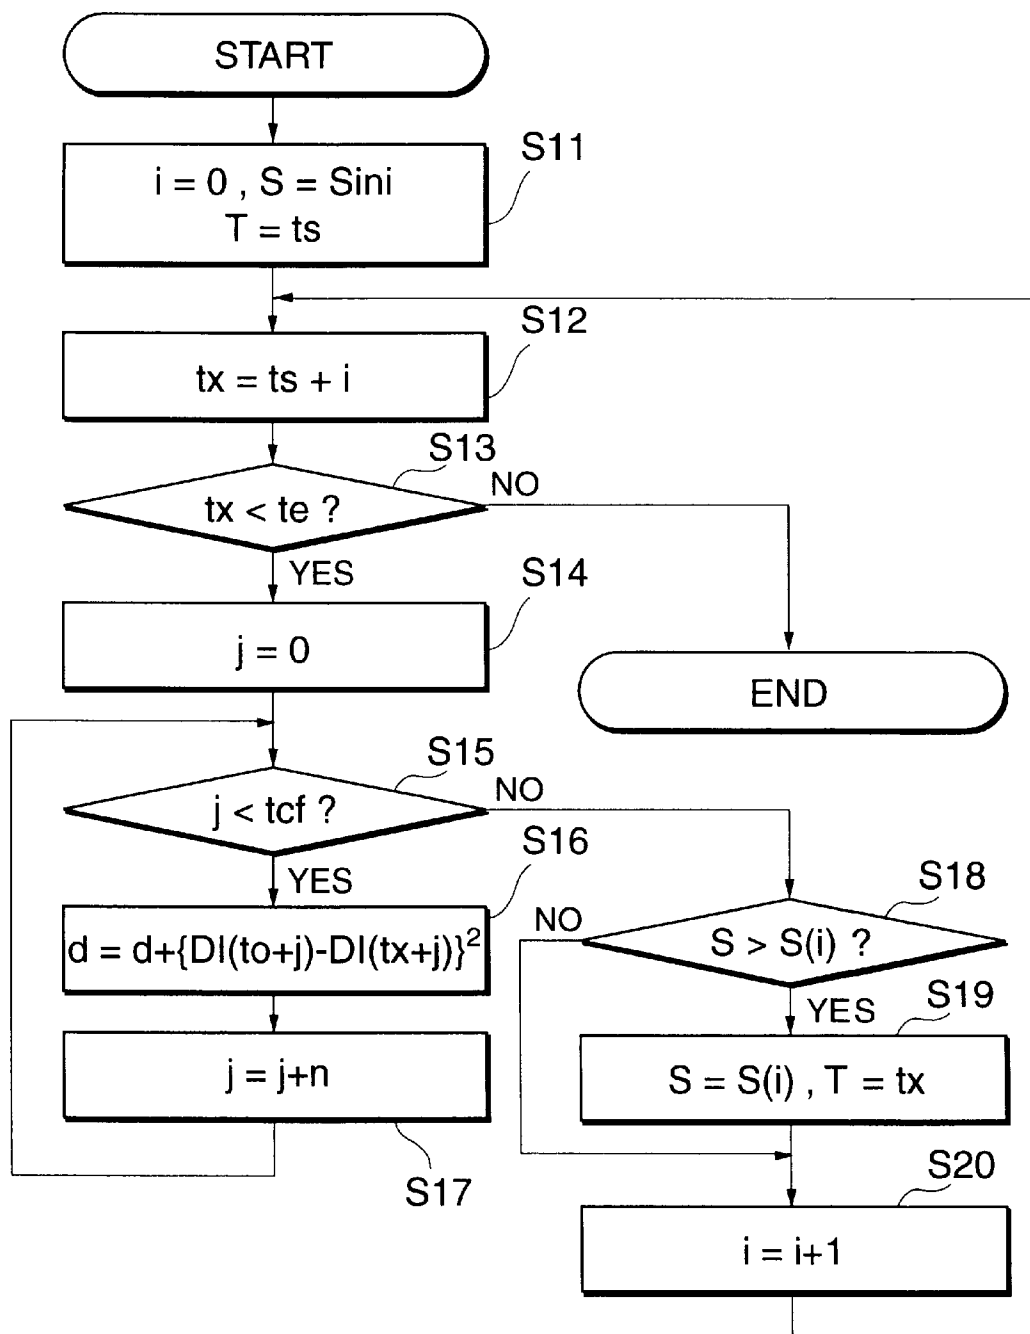 START
S11
i = 0 , S = Sini
T = ts
S12
tx = ts + i
S13
tx < te ?
NO
YES
S14
j = 0
END
S15
j < tcf ?
NO
YES
S16
d = d+{DI(to+j)-DI(tx+j)}²
j = j+n
S17
S18
S > S(i) ?
NO
YES
S19
S = S(i) , T = tx
S20
i = i+1